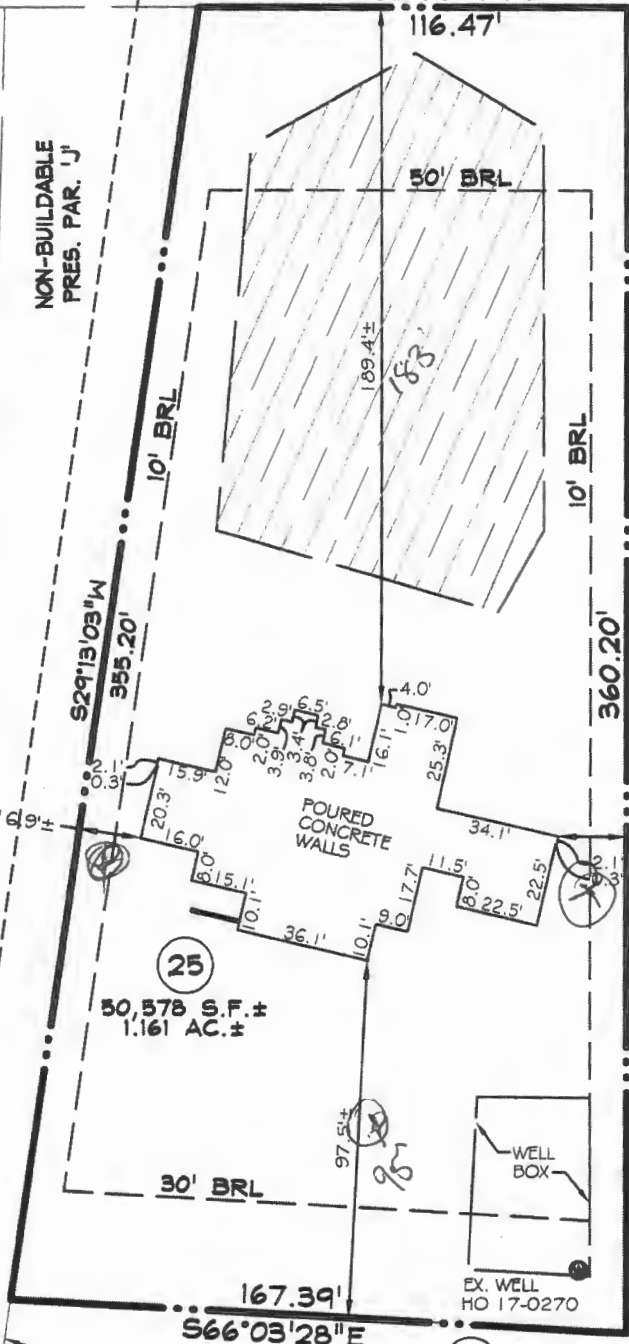 116.47'
NON-BUILDABLE
PRES. PAR. 'J'
50' BRL
189.4'±
183'
10' BRL
10' BRL
S29°13'03"W
355.20'
360.20'
4.0'
1.0'
17.0'
6.5'
2.9'
2.8'
6.1'
8.0'
2.0'
3.9'
3.4'
3.8'
2.0'
7.1'
16.1'
25.3'
12.0'
2.1'
0.3'
15.9'
20.3'
POURED
CONCRETE
WALLS
34.1'
6.9'±
16.0'
8.0'
15.1'
10.1'
36.1'
10.1'
9.0'
17.7'
11.5'
8.0'
22.5'
22.5'
2.1'
0.3'
25
50,578 S.F.±
1.161 AC.±
97.5'±
95'
WELL
BOX
30' BRL
EX. WELL
HO 17-0270
167.39'
S66°03'28"E